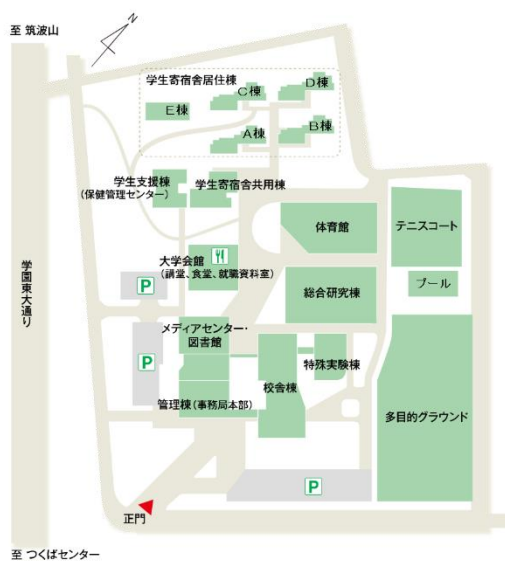 至 筑波山
N
学生寄宿舎居住棟
C棟
D棟
E棟
A棟
B棟
学生支援棟
(保健管理センター)
学生寄宿舎共用棟
体育館
テニスコート
プール
大学会館
(講堂、食堂、就職資料室)
P
総合研究棟
学園東大通り
メディアセンター・
図書館
P
特殊実験棟
校舎棟
管理棟(事務局本部)
多目的グラウンド
P
正門
至 つくばセンター